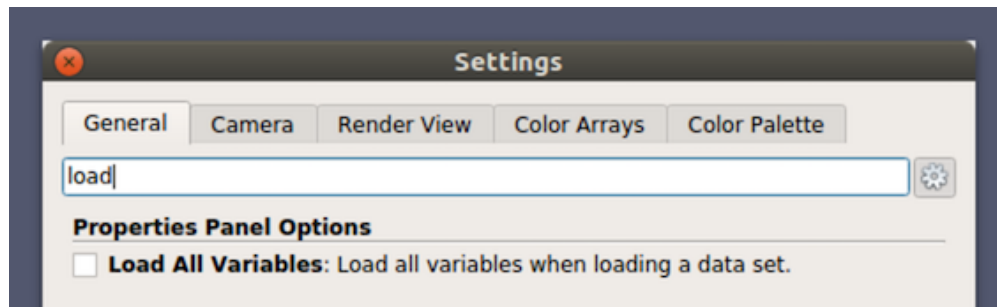 Settings
General Camera Render View Color Arrays Color Palette
load
Properties Panel Options
Load All Variables: Load all variables when loading a data set.